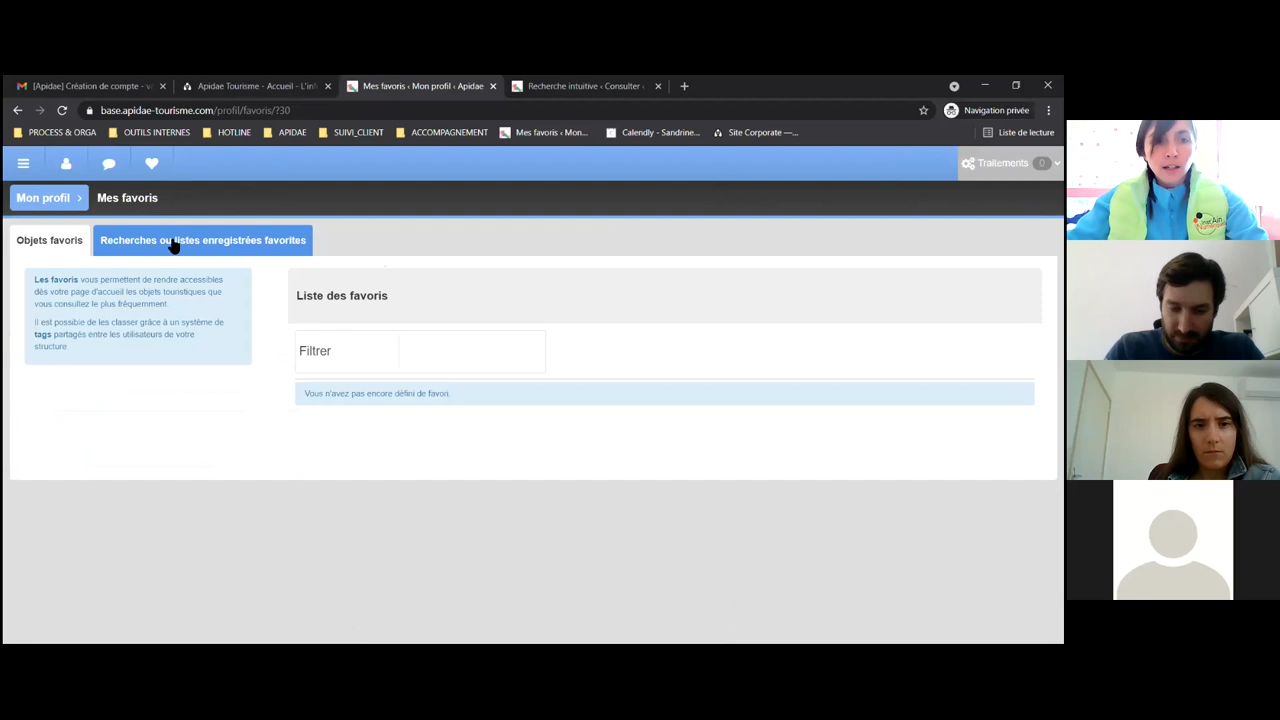 [Apidae] Création de compte - v
Apidae Tourisme - Accueil - L'inf
Mes favoris ‹ Mon profil ‹ Apidae
Recherche intuitive ‹ Consulter ‹
base.apidae-tourisme.com/profil/favoris/?30
Navigation privée
PROCESS & ORGA
OUTILS INTERNES
HOTLINE
APIDAE
SUIVI_CLIENT
ACCOMPAGNEMENT
Mes favoris ‹ Mon...
Calendly - Sandrine...
Site Corporate —...
Liste de lecture
Traitements 0
Mon profil
Mes favoris
Objets favoris
Recherches ou listes enregistrées favorites
Les favoris vous permettent de rendre accessibles
dès votre page d'accueil les objets touristiques que
vous consultez le plus fréquemment
Il est possible de les classer grâce à un système de
tags partagés entre les utilisateurs de votre
structure.
Liste des favoris
Filtrer
Vous n'avez pas encore défini de favori.